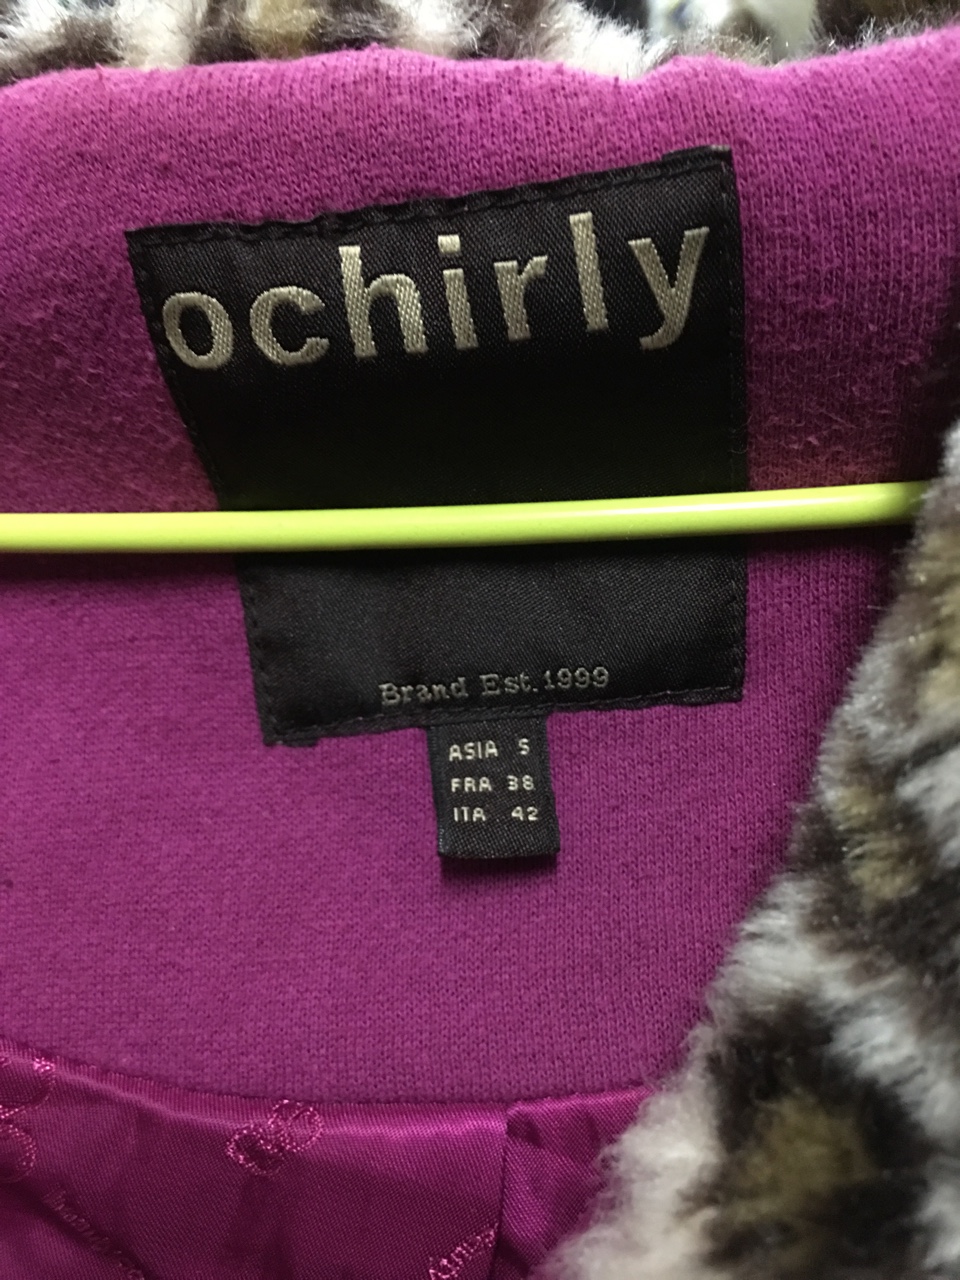 ochirly
Brand Est. 1999
ASIA S
FRA 38
ITA 42